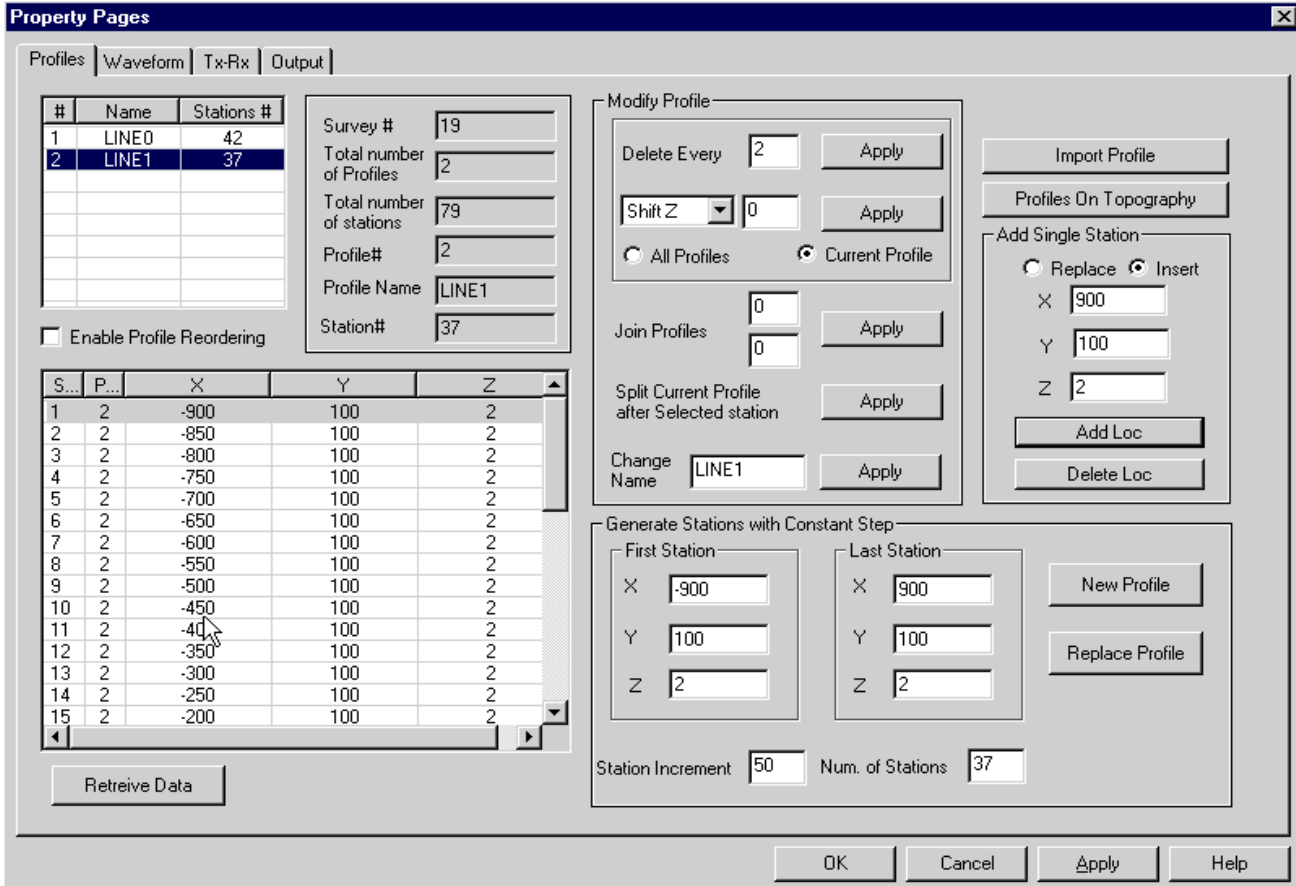 Property Pages
Profiles Waveform Tx-Rx Output
# Name Stations #
1 LINE0 42
2 LINE1 37
Enable Profile Reordering
Survey # 19
Total number
of Profiles 2
Total number
of stations 79
Profile# 2
Profile Name LINE1
Station# 37
S... P... X Y Z
1 2 -900 100 2
2 2 -850 100 2
3 2 -800 100 2
4 2 -750 100 2
5 2 -700 100 2
6 2 -650 100 2
7 2 -600 100 2
8 2 -550 100 2
9 2 -500 100 2
10 2 -450 100 2
11 2 100 2
12 2 -350 100 2
13 2 -300 100 2
14 2 -250 100 2
15 2 -200 100 2
Retreive Data
Modify Profile
Delete Every 2 Apply
Shift Z 0 Apply
All Profiles Current Profile
Join Profiles 0 0 Apply
Split Current Profile
after Selected station Apply
Change
Name LINE1 Apply
Import Profile
Profiles On Topography
Add Single Station
Replace Insert
X 900
Y 100
Z 2
Add Loc
Delete Loc
Generate Stations with Constant Step
First Station
X -900
Y 100
Z 2
Last Station
X 900
Y 100
Z 2
New Profile
Replace Profile
Station Increment 50 Num. of Stations 37
OK Cancel Apply Help